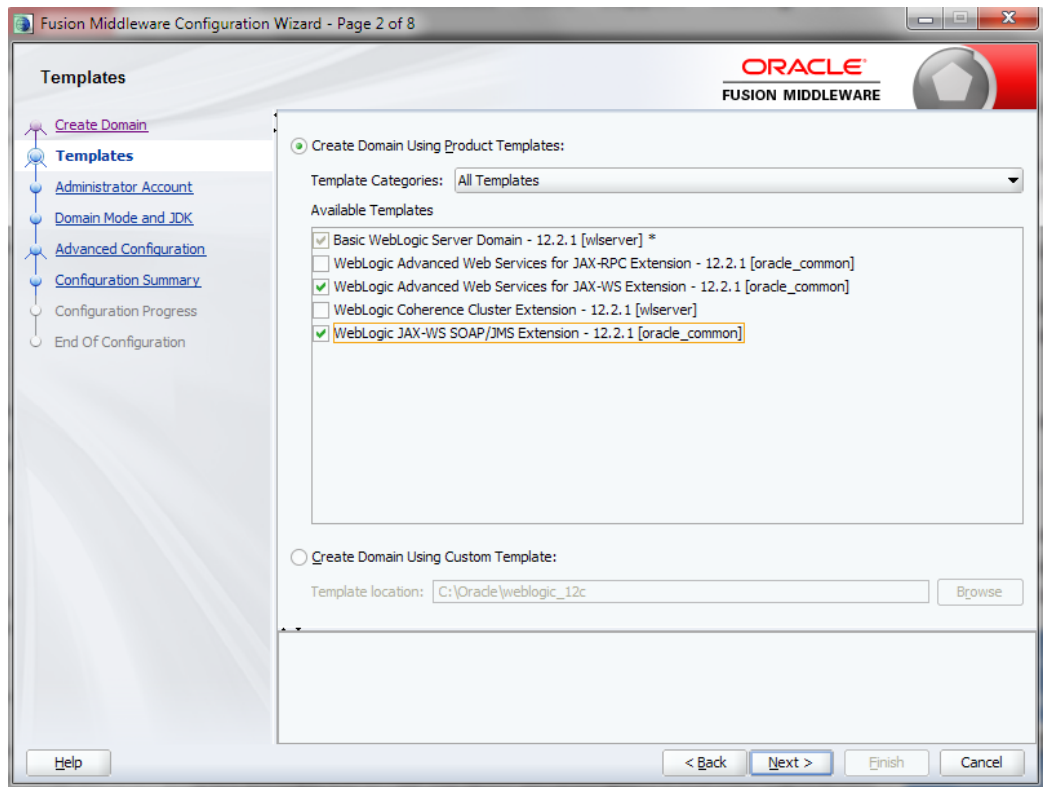 Fusion Middleware Configuration Wizard - Page 2 of 8
Templates
ORACLE
FUSION MIDDLEWARE
Create Domain
Templates
Administrator Account
Domain Mode and JDK
Advanced Configuration
Configuration Summary
Configuration Progress
End Of Configuration
Create Domain Using Product Templates:
Template Categories: All Templates
Available Templates
Basic WebLogic Server Domain - 12.2.1 [wlserver] *
WebLogic Advanced Web Services for JAX-RPC Extension - 12.2.1 [oracle_common]
WebLogic Advanced Web Services for JAX-WS Extension - 12.2.1 [oracle_common]
WebLogic Coherence Cluster Extension - 12.2.1 [wlserver]
WebLogic JAX-WS SOAP/JMS Extension - 12.2.1 [oracle_common]
Create Domain Using Custom Template:
Template location: C:\Oracle\weblogic_12c Browse
Help < Back Next > Finish Cancel